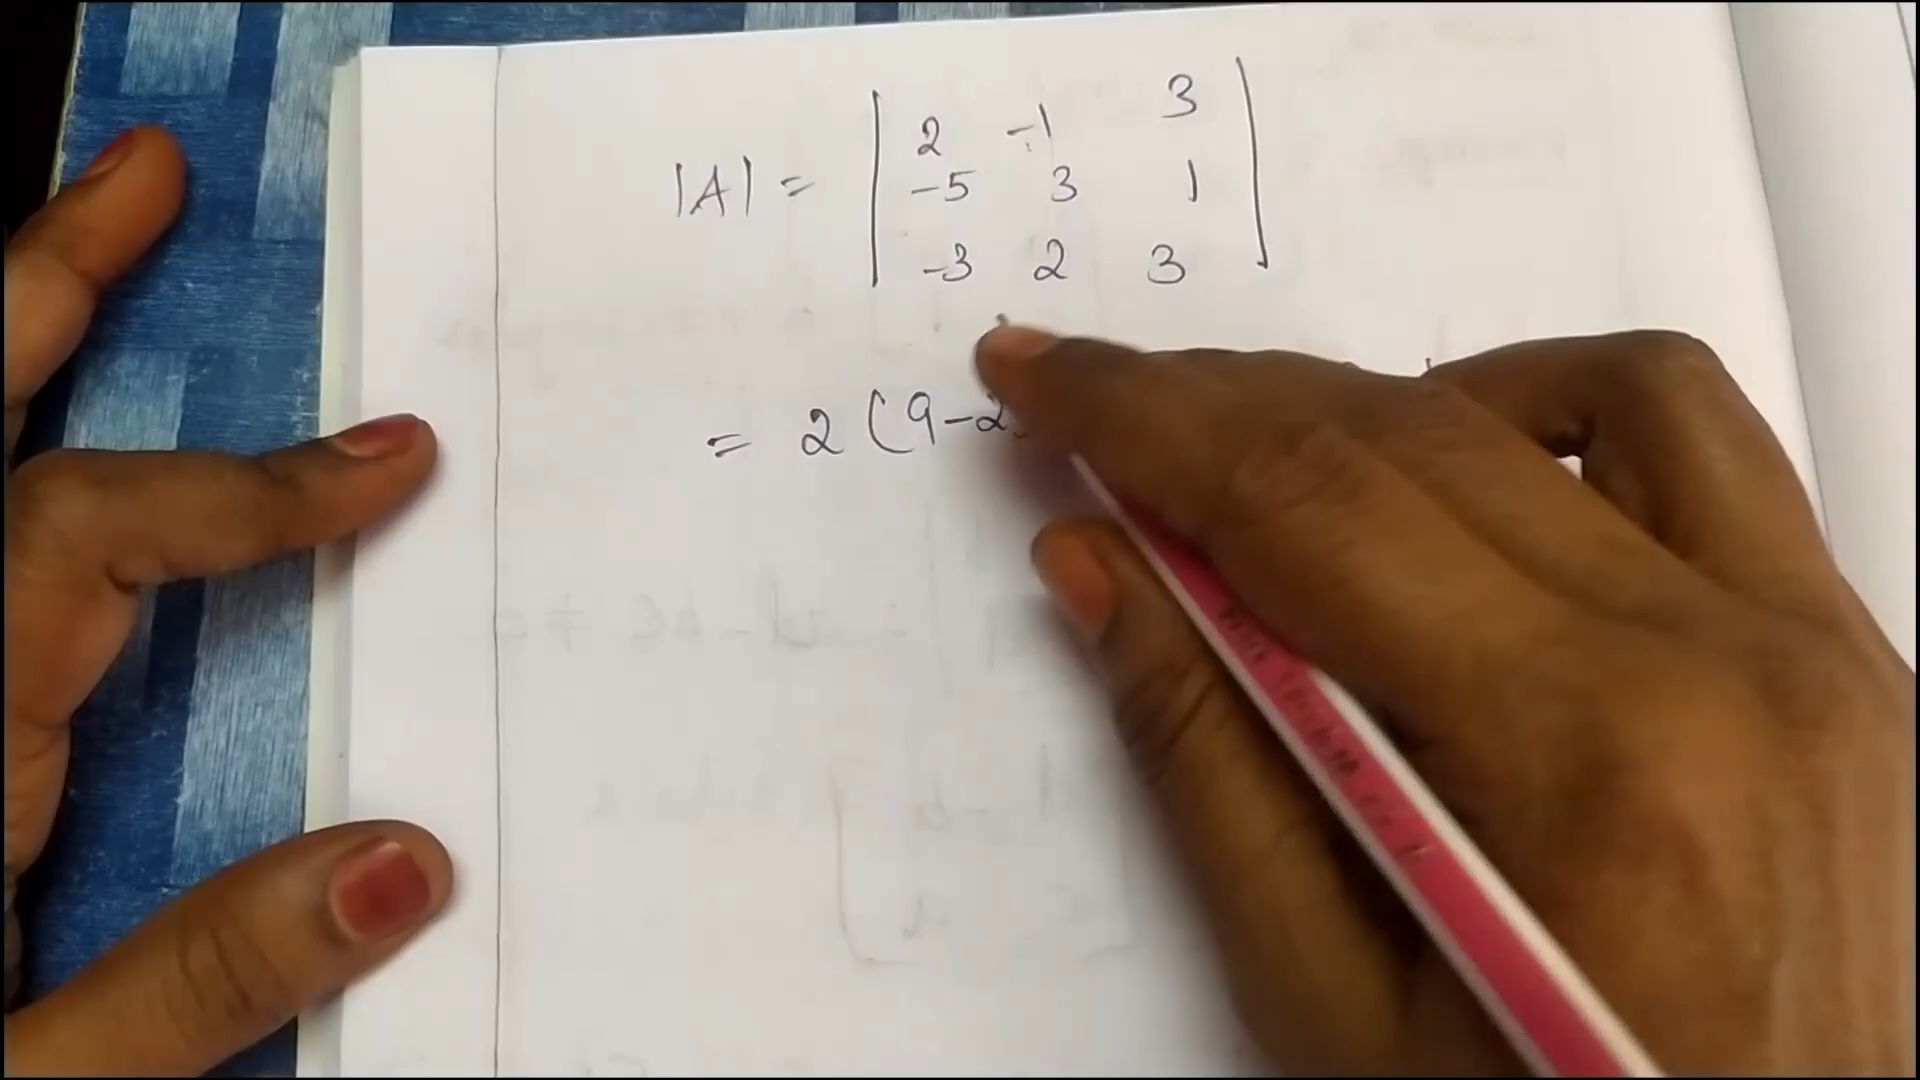 2 -1 3
|A| = -5 3 1
-3 2 3
= 2 (9-2